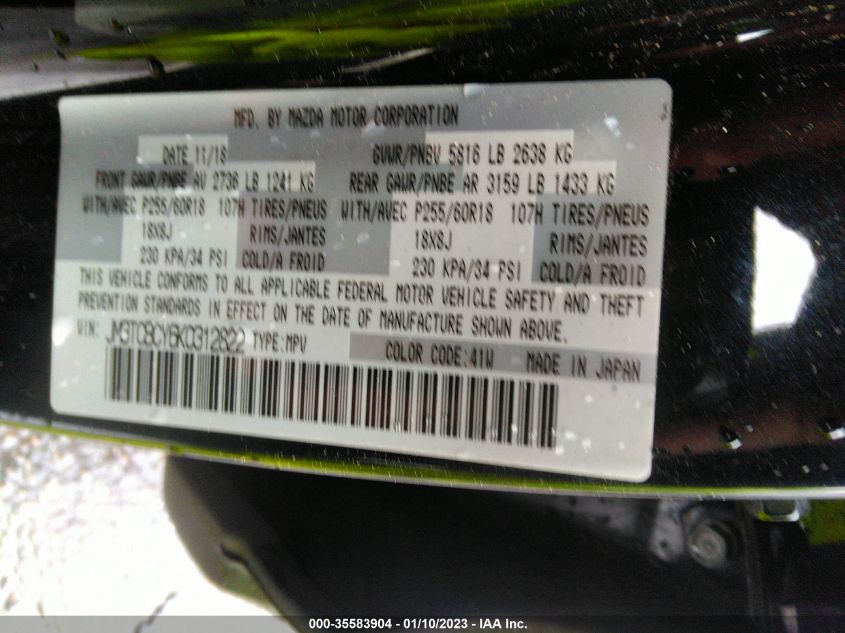 MFD. BY MAZDA MOTOR CORPORATION
DATE 11/18 GVWR/PNBV 5816 LB 2638 KG
FRONT GAWR/PNBE AV 2736 LB 1241 KG REAR GAWR/PNBE AR 3159 LB 1433 KG
WITH/AVEC P255/60R18 107H TIRES/PNEUS WITH/AVEC P255/60R18 107H TIRES/PNEUS
18X8J RIMS/JANTES 18X8J RIMS/JANTES
230 KPA/34 PSI COLD/A FROID 230 KPA/34 PSI COLD/A FROID
THIS VEHICLE CONFORMS TO ALL APPLICABLE FEDERAL MOTOR VEHICLE SAFETY AND THEFT
PREVENTION STANDARDS IN EFFECT ON THE DATE OF MANUFACTURE SHOWN ABOVE.
VIN: JM3TCBCY6K0312822 TYPE:MPV COLOR CODE:41W MADE IN JAPAN
000-35583904 - 01/10/2023 - IAA Inc.